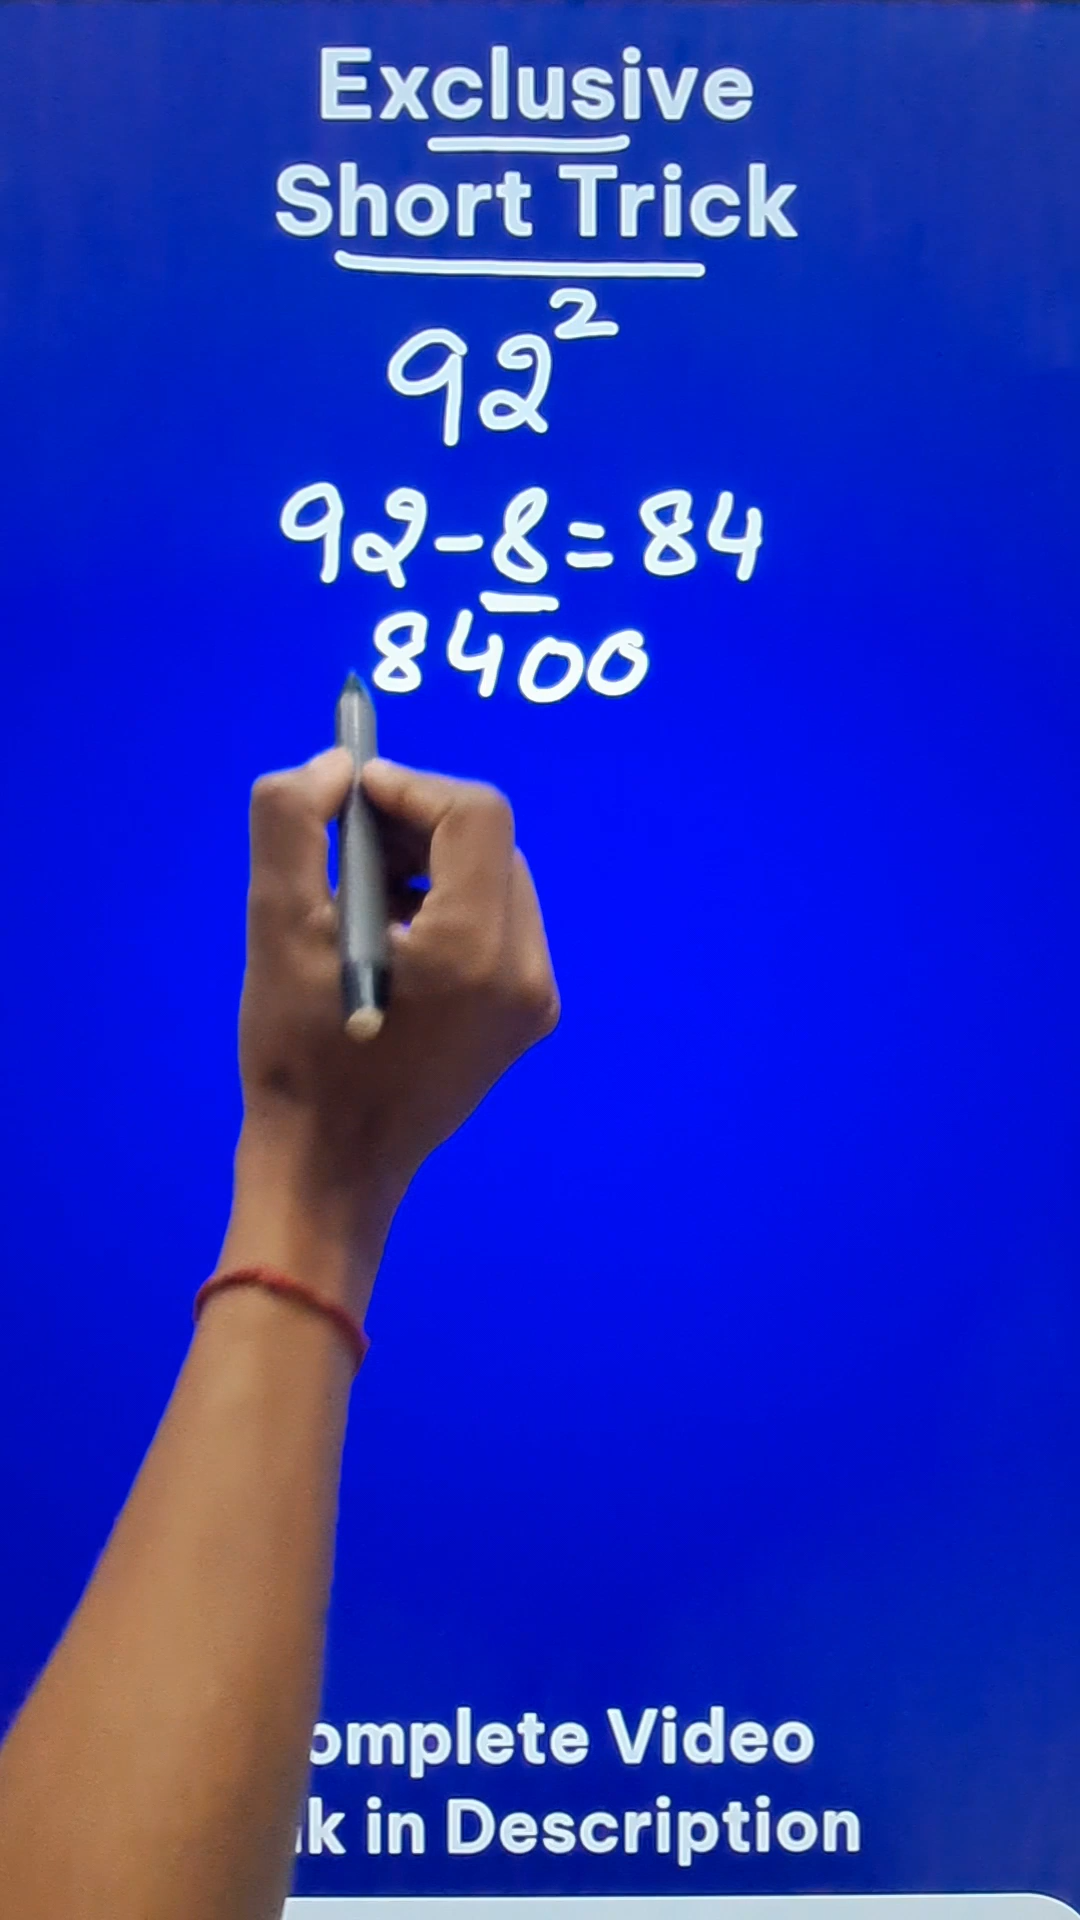 Exclusive
Short Trick
92²
92-8=84
8400
omplete Video
k in Description